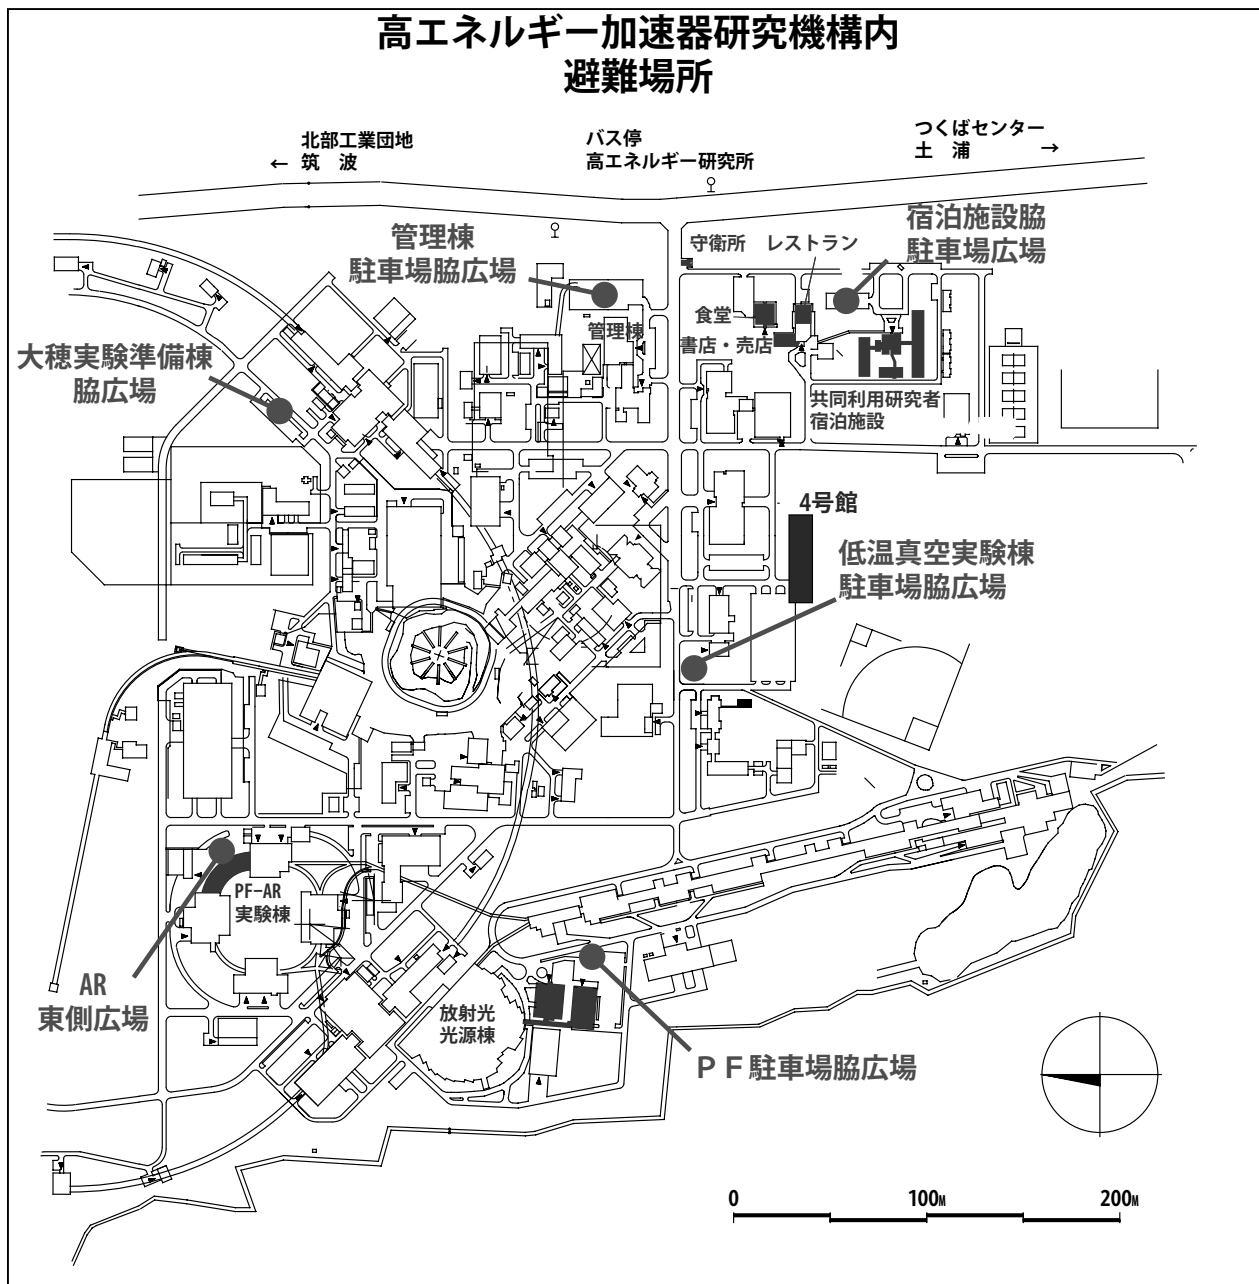 高エネルギー加速器研究機構内
避難場所
北部工業団地
← 筑　波
バス停
高エネルギー研究所
つくばセンター
土　浦 →
管理棟
駐車場脇広場
守衛所
レストラン
宿泊施設脇
駐車場広場
食堂
管理棟
書店・売店
大穂実験準備棟
脇広場
共同利用研究者
宿泊施設
4号館
低温真空実験棟
駐車場脇広場
PF-AR
実験棟
AR
東側広場
放射光
光源棟
ＰＦ駐車場脇広場
0
100M
200M